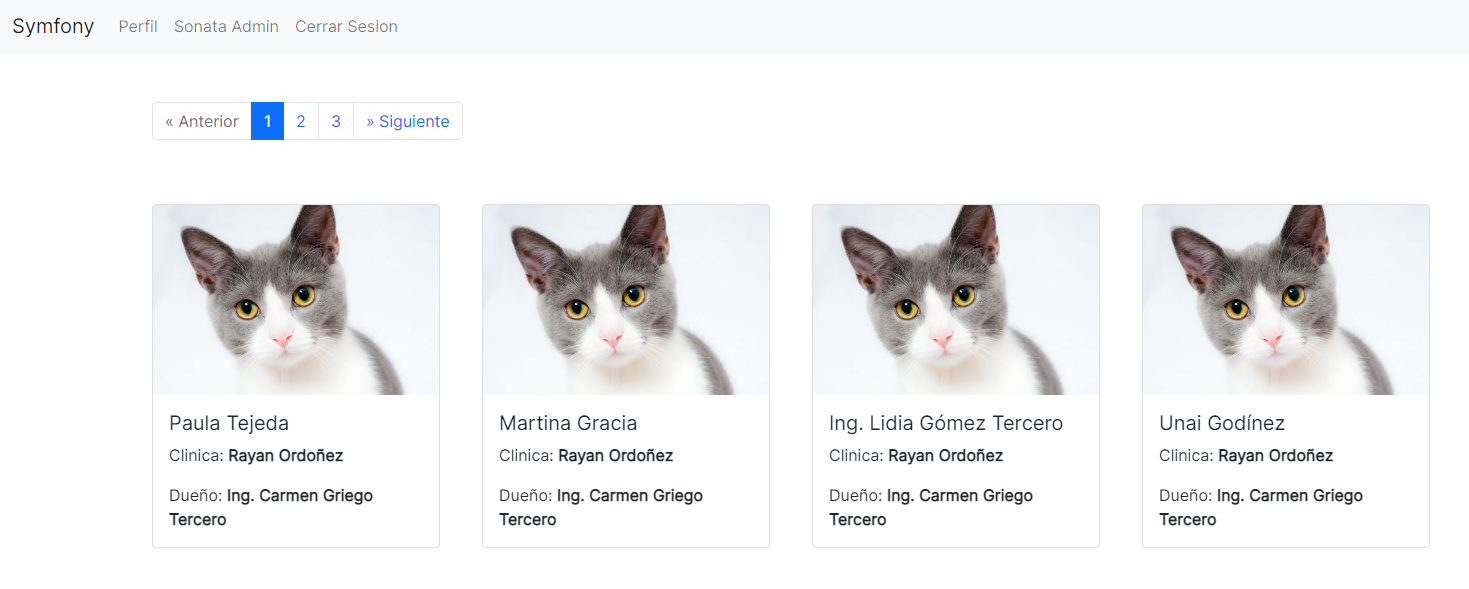 Symfony Perfil Sonata Admin Cerrar Sesion
« Anterior 1 2 3 » Siguiente
Paula Tejeda
Clinica: Rayan Ordoñez
Dueño: Ing. Carmen Griego
Tercero
Martina Gracia
Clinica: Rayan Ordoñez
Dueño: Ing. Carmen Griego
Tercero
Ing. Lidia Gómez Tercero
Clinica: Rayan Ordoñez
Dueño: Ing. Carmen Griego
Tercero
Unai Godínez
Clinica: Rayan Ordoñez
Dueño: Ing. Carmen Griego
Tercero